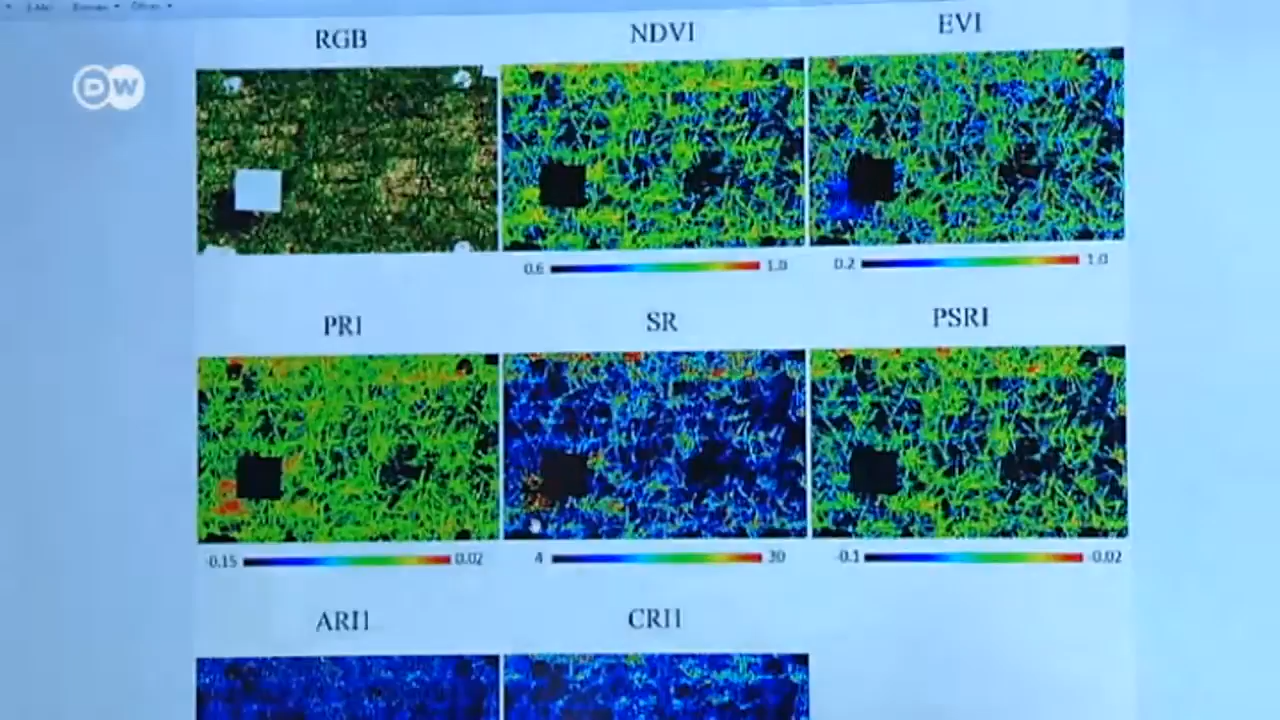 DW
RGB
NDVI
EVI
0.6
1.0
0.2
1.0
PRI
SR
PSRI
-0.15
0.02
4
30
-0.1
-0.02
ARI1
CRI1